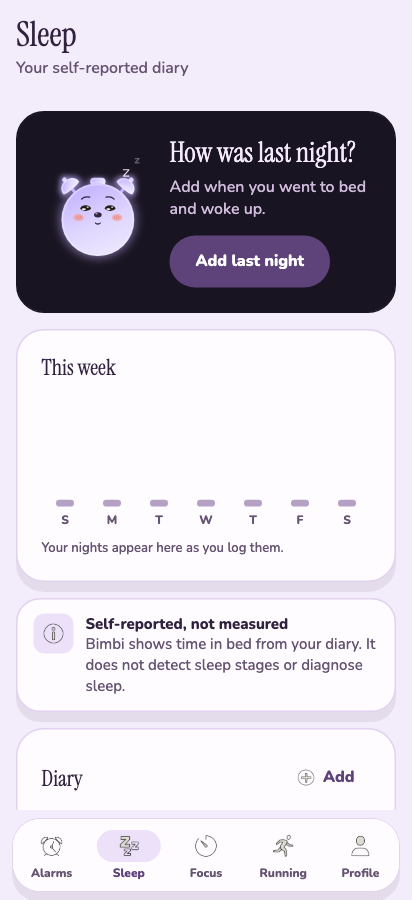 Sleep
Your self-reported diary
z
z
How was last night?
Add when you went to bed
and woke up.
Add last night
This week
S M T W T F S
Your nights appear here as you log them.
Self-reported, not measured
Bimbi shows time in bed from your diary. It
does not detect sleep stages or diagnose
sleep.
Diary
Add
Alarms Sleep Focus Running Profile